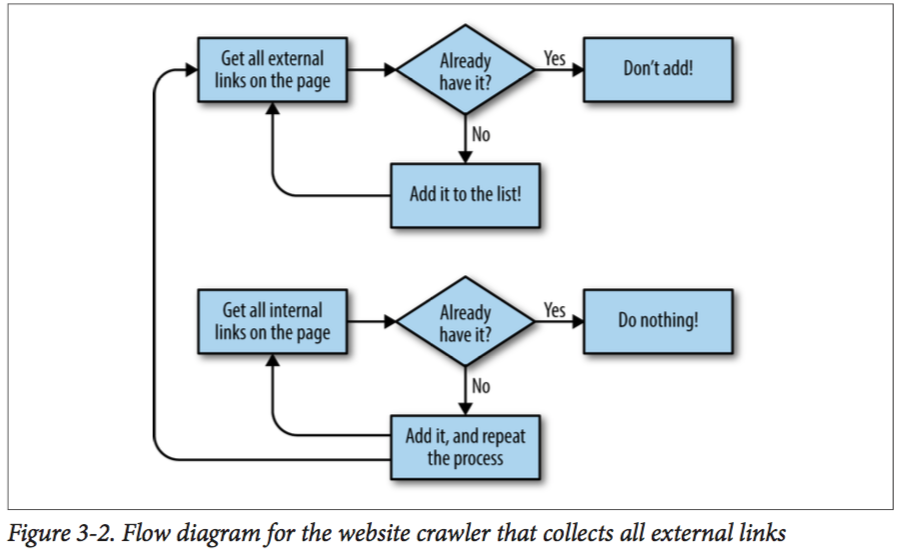 Get all external
links on the page
Already
have it?
Yes
Don't add!
No
Add it to the list!
Get all internal
links on the page
Already
have it?
Yes
Do nothing!
No
Add it, and repeat
the process
Figure 3-2. Flow diagram for the website crawler that collects all external links